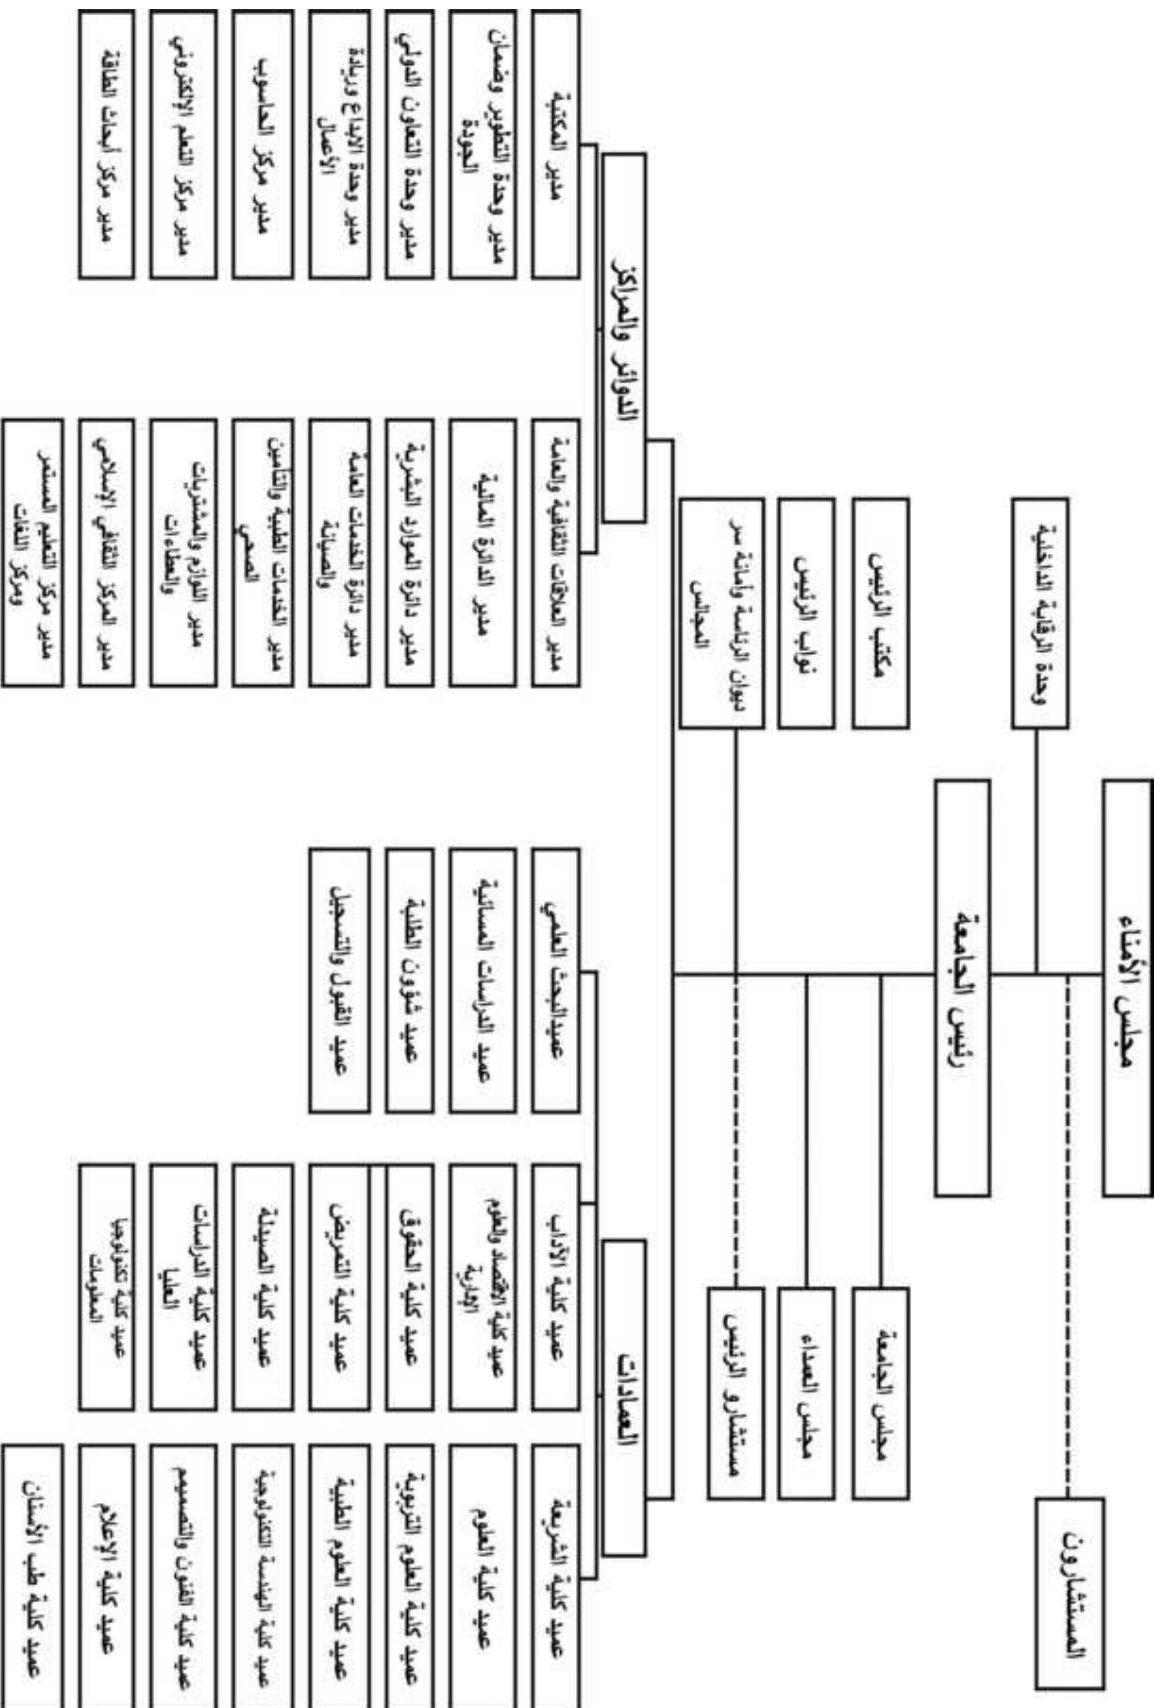 مجلس الأمناء
المستشارون
وحدة الرقابة الداخلية
رئيس الجامعة
مجلس الجامعة
مكتب الرئيس
مجلس العمداء
نواب الرئيس
مستشارو الرئيس
ديوان الرئاسة وأمانة سر
المجالس
العمادات
الدوائر والمراكز
عميد كلية الشريعة
عميد كلية الآداب
عميدالبحث العلمي
مدير العلاقات الثقافية والعامة
مدير المكتبة
عميد كلية العلوم
عميد كلية الاقتصاد والعلوم
الإدارية
عميد الدراسات المسائية
مدير الدائرة المالية
مدير وحدة التطوير وضمان
الجودة
عميد كلية العلوم التربوية
عميد كلية الحقوق
عميد شؤون الطلبة
مدير دائرة الموارد البشرية
مدير وحدة التعاون الدولي
عميد كلية العلوم الطبية
عميد كلية التمريض
عميد القبول والتسجيل
مدير دائرة الخدمات العامة
والصيانة
مدير وحدة الابداع وريادة
الأعمال
عميد كلية الهندسة التكنولوجية
عميد كلية الصيدلة
مدير الخدمات الطبية والتأمين
الصحي
مدير مركز الحاسوب
عميد كلية الفنون والتصميم
عميد كلية الدراسات
العليا
مدير اللوازم والمشتريات
والعطاءات
مدير مركز التعلم الإلكتروني
عميد كلية الإعلام
عميد كلية تكنولوجيا
المعلومات
مدير المركز الثقافي الإسلامي
مدير مركز أبحاث الطاقة
عميد كلية طب الأسنان
مدير مركز التعليم المستمر
ومركز اللغات